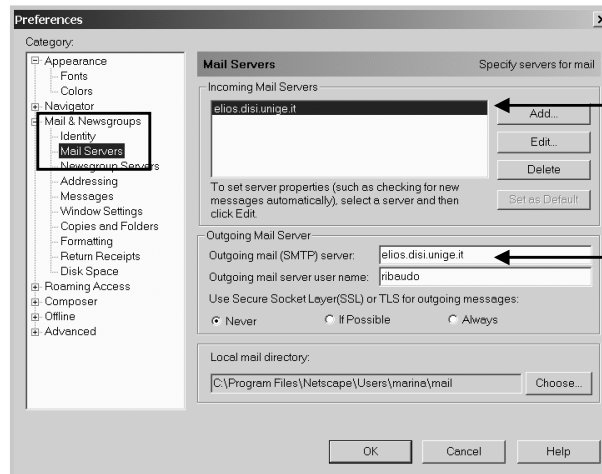 Preferences
Category:
Appearance
Fonts
Colors
Navigator
Mail & Newsgroups
Identity
Mail Servers
Newsgroup Servers
Addressing
Messages
Window Settings
Copies and Folders
Formatting
Return Receipts
Disk Space
Roaming Access
Composer
Offline
Advanced
Mail Servers Specify servers for mail
Incoming Mail Servers
elios.disi.unige.it
Add...
Edit...
Delete
Set as Default
To set server properties (such as checking for new
messages automatically), select a server and then
click Edit.
Outgoing Mail Server
Outgoing mail (SMTP) server: elios.disi.unige.it
Outgoing mail server user name: ribaudo
Use Secure Socket Layer(SSL) or TLS for outgoing messages:
Never If Possible Always
Local mail directory:
C:\Program Files\Netscape\Users\marina\mail Choose...
OK Cancel Help